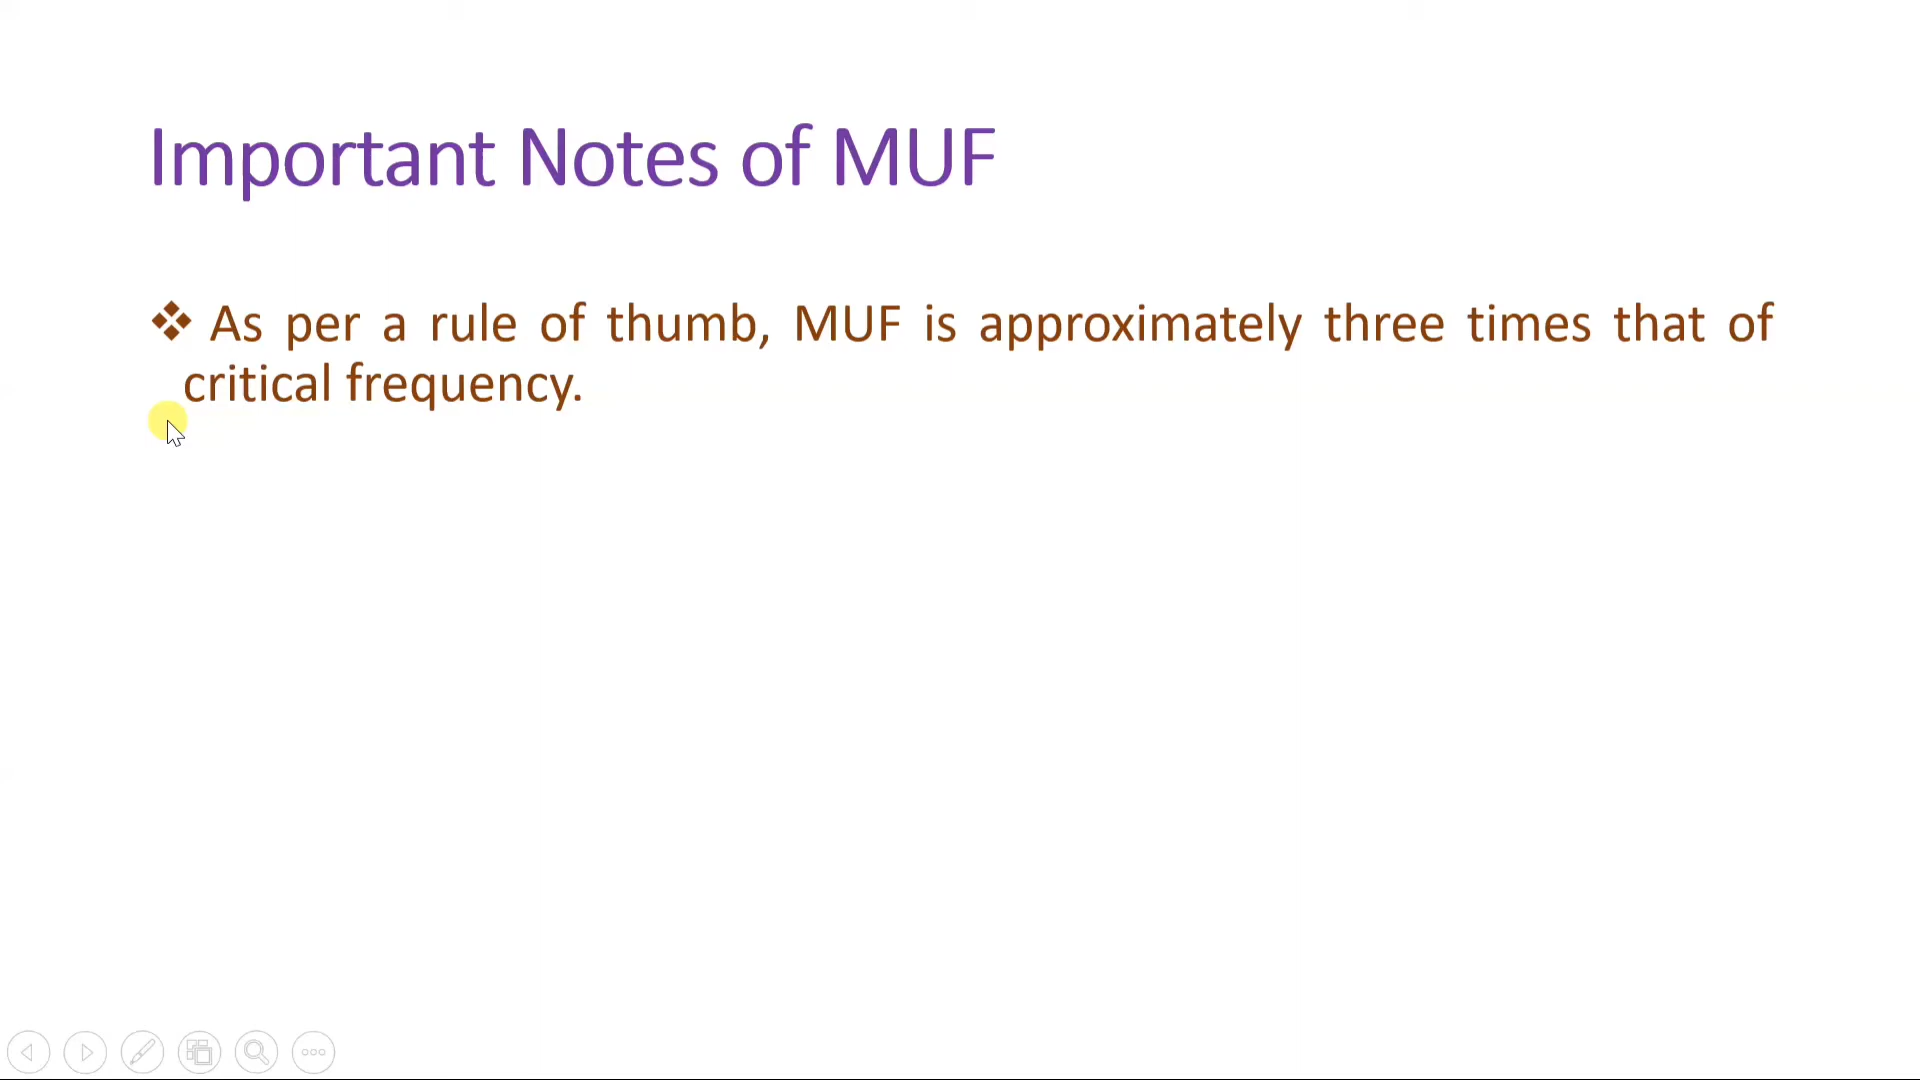 Important Notes of MUF
❖ As per a rule of thumb, MUF is approximately three times that of
critical frequency.